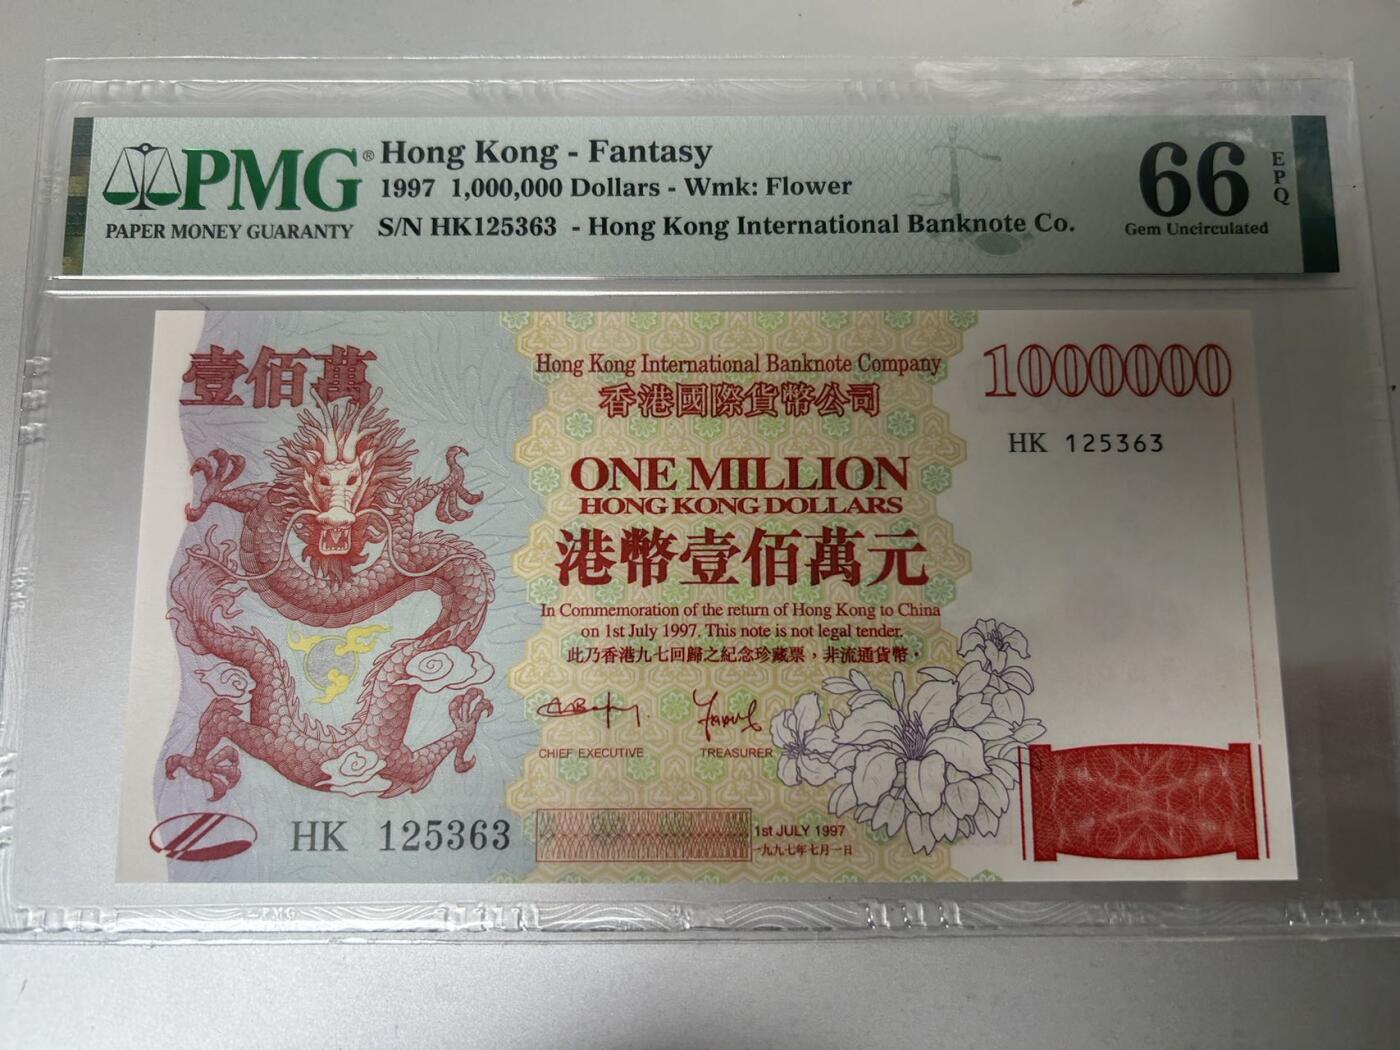 PMG®
PAPER MONEY GUARANTY
Hong Kong - Fantasy
1997 1,000,000 Dollars - Wmk: Flower
S/N HK125363 - Hong Kong International Banknote Co.
66
EPQ
Gem Uncirculated
壹佰萬
Hong Kong International Banknote Company
香港國際貨幣公司
1000000
HK 125363
ONE MILLION
HONG KONG DOLLARS
港幣壹佰萬元
In Commemoration of the return of Hong Kong to China
on 1st July 1997. This note is not legal tender.
此乃香港九七回歸之紀念珍藏票，非流通貨幣。
CHIEF EXECUTIVE
TREASURER
HK 125363
1st JULY 1997
一九九七年七月一日
PMG